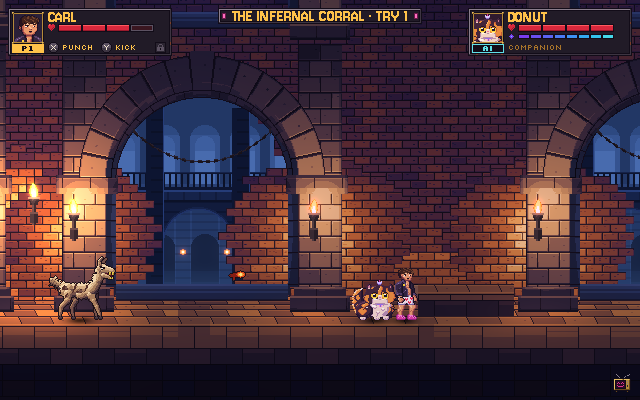 CARL
P1
X PUNCH Y KICK
THE INFERNAL CORRAL · TRY 1
DONUT
AI
COMPANION